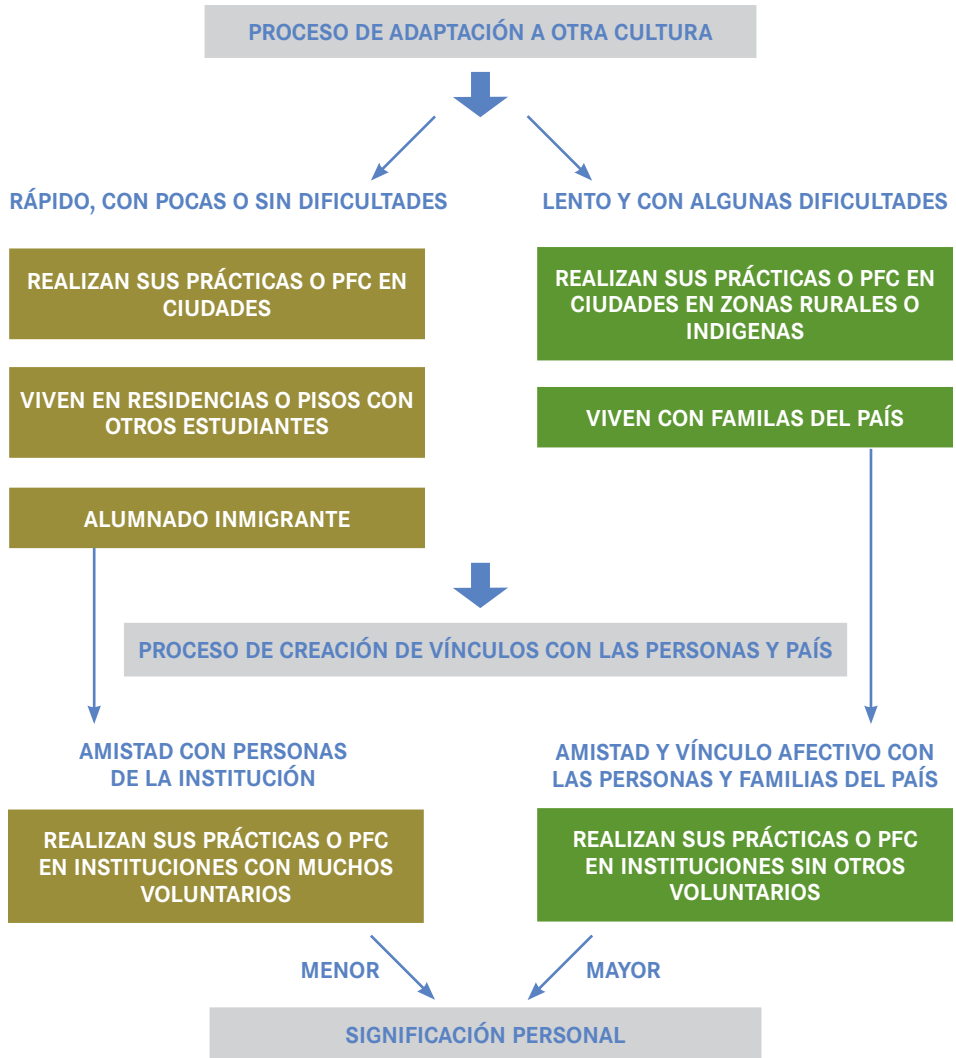 PROCESO DE ADAPTACIÓN A OTRA CULTURA
RÁPIDO, CON POCAS O SIN DIFICULTADES
LENTO Y CON ALGUNAS DIFICULTADES
REALIZAN SUS PRÁCTICAS O PFC EN
CIUDADES
REALIZAN SUS PRÁCTICAS O PFC EN
CIUDADES EN ZONAS RURALES O
INDIGENAS
VIVEN EN RESIDENCIAS O PISOS CON
OTROS ESTUDIANTES
VIVEN CON FAMILAS DEL PAÍS
ALUMNADO INMIGRANTE
PROCESO DE CREACIÓN DE VÍNCULOS CON LAS PERSONAS Y PAÍS
AMISTAD CON PERSONAS
DE LA INSTITUCIÓN
AMISTAD Y VÍNCULO AFECTIVO CON
LAS PERSONAS Y FAMILIAS DEL PAÍS
REALIZAN SUS PRÁCTICAS O PFC
EN INSTITUCIONES CON MUCHOS
VOLUNTARIOS
REALIZAN SUS PRÁCTICAS O PFC
EN INSTITUCIONES SIN OTROS
VOLUNTARIOS
MENOR
MAYOR
SIGNIFICACIÓN PERSONAL